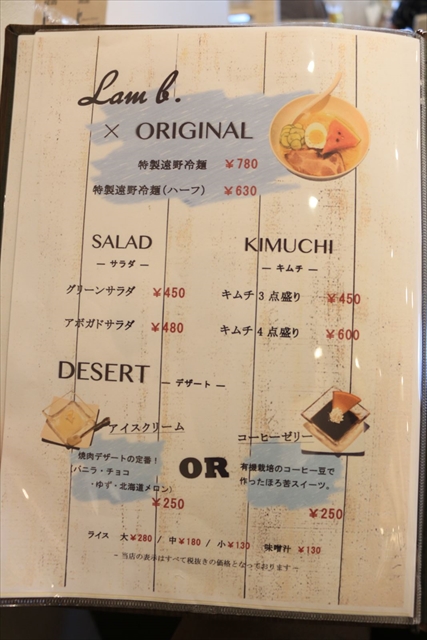 Lam b.
× ORIGINAL
特製遠野冷麺 ￥780
特製遠野冷麺(ハーフ) ￥630
SALAD
― サラダ ―
グリーンサラダ ￥450
アボガドサラダ ￥480
KIMUCHI
― キムチ ―
キムチ3点盛り ￥450
キムチ4点盛り ￥600
DESERT ― デザート ―
アイスクリーム
焼肉デザートの定番！
(バニラ・チョコ
・ゆず・北海道メロン)
￥250
OR
コーヒーゼリー
有機栽培のコーヒー豆で
作ったほろ苦スイーツ。
￥250
ライス 大￥280 / 中￥180 / 小￥130 味噌汁 ￥130
~ 当店の表示はすべて税抜きの価格となっております ~